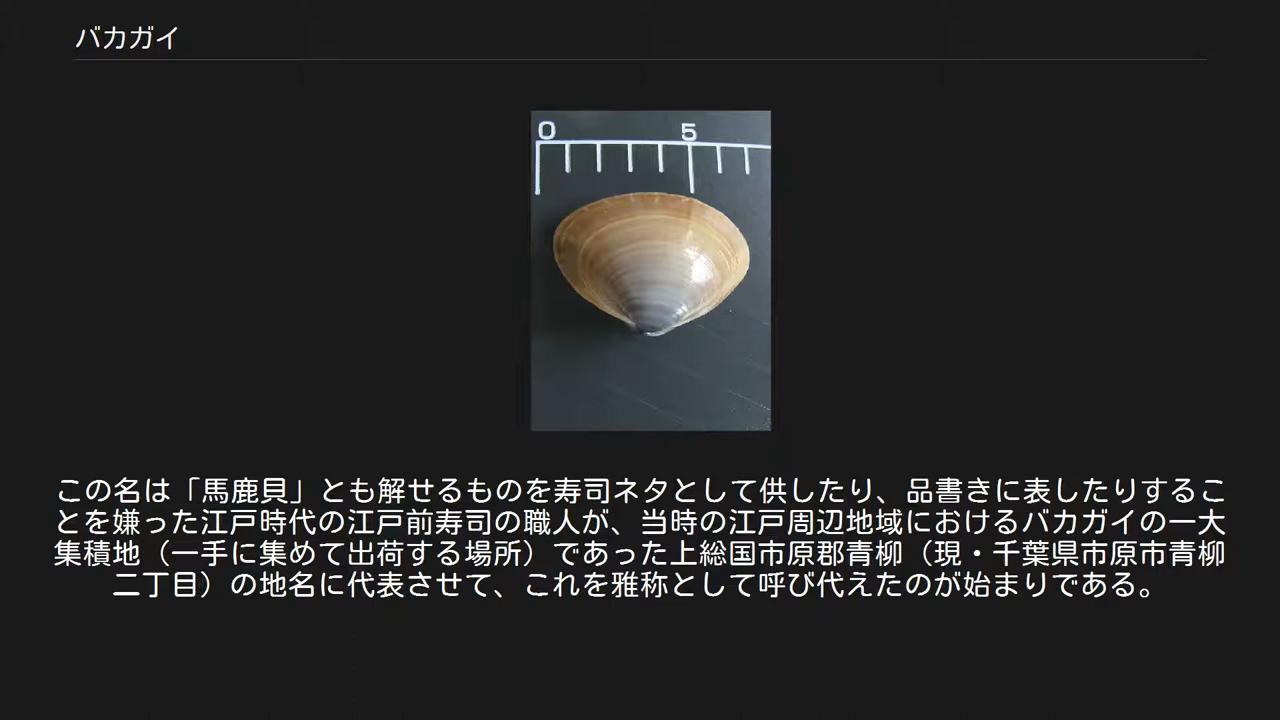 バカガイ
0 5
この名は「馬鹿貝」とも解せるものを寿司ネタとして供したり、品書きに表したりするこ
とを嫌った江戸時代の江戸前寿司の職人が、当時の江戸周辺地域におけるバカガイの一大
集積地（一手に集めて出荷する場所）であった上総国市原郡青柳（現・千葉県市原市青柳
二丁目）の地名に代表させて、これを雅称として呼び代えたのが始まりである。